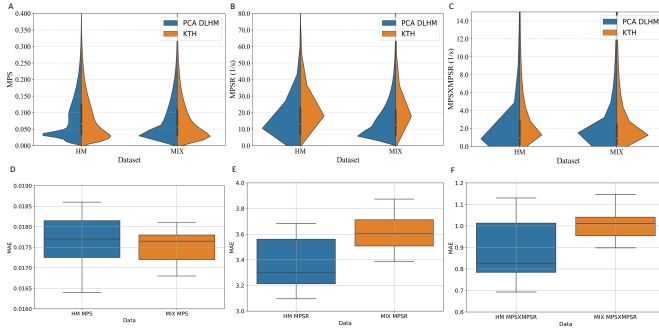 A
B
C
PCA DLHM
KTH
PCA DLHM
KTH
PCA DLHM
KTH
MPS
0.400
0.350
0.300
0.250
0.200
0.150
0.100
0.050
0.000
HM
MIX
Dataset
MPSR (1/s)
80.0
70.0
60.0
50.0
40.0
30.0
20.0
10.0
0.0
HM
MIX
Dataset
MPSXMPSR (1/s)
14.0
12.0
10.0
8.0
6.0
4.0
2.0
0.0
HM
MIX
Dataset
D
E
F
MAE
0.0190
0.0185
0.0180
0.0175
0.0170
0.0165
0.0160
HM MPS
MIX MPS
Data
MAE
4.0
3.8
3.6
3.4
3.2
3.0
HM MPSR
MIX MPSR
Data
MAE
1.2
1.1
1.0
0.9
0.8
0.7
0.6
HM MPSXMPSR
MIX MPSXMPSR
Data